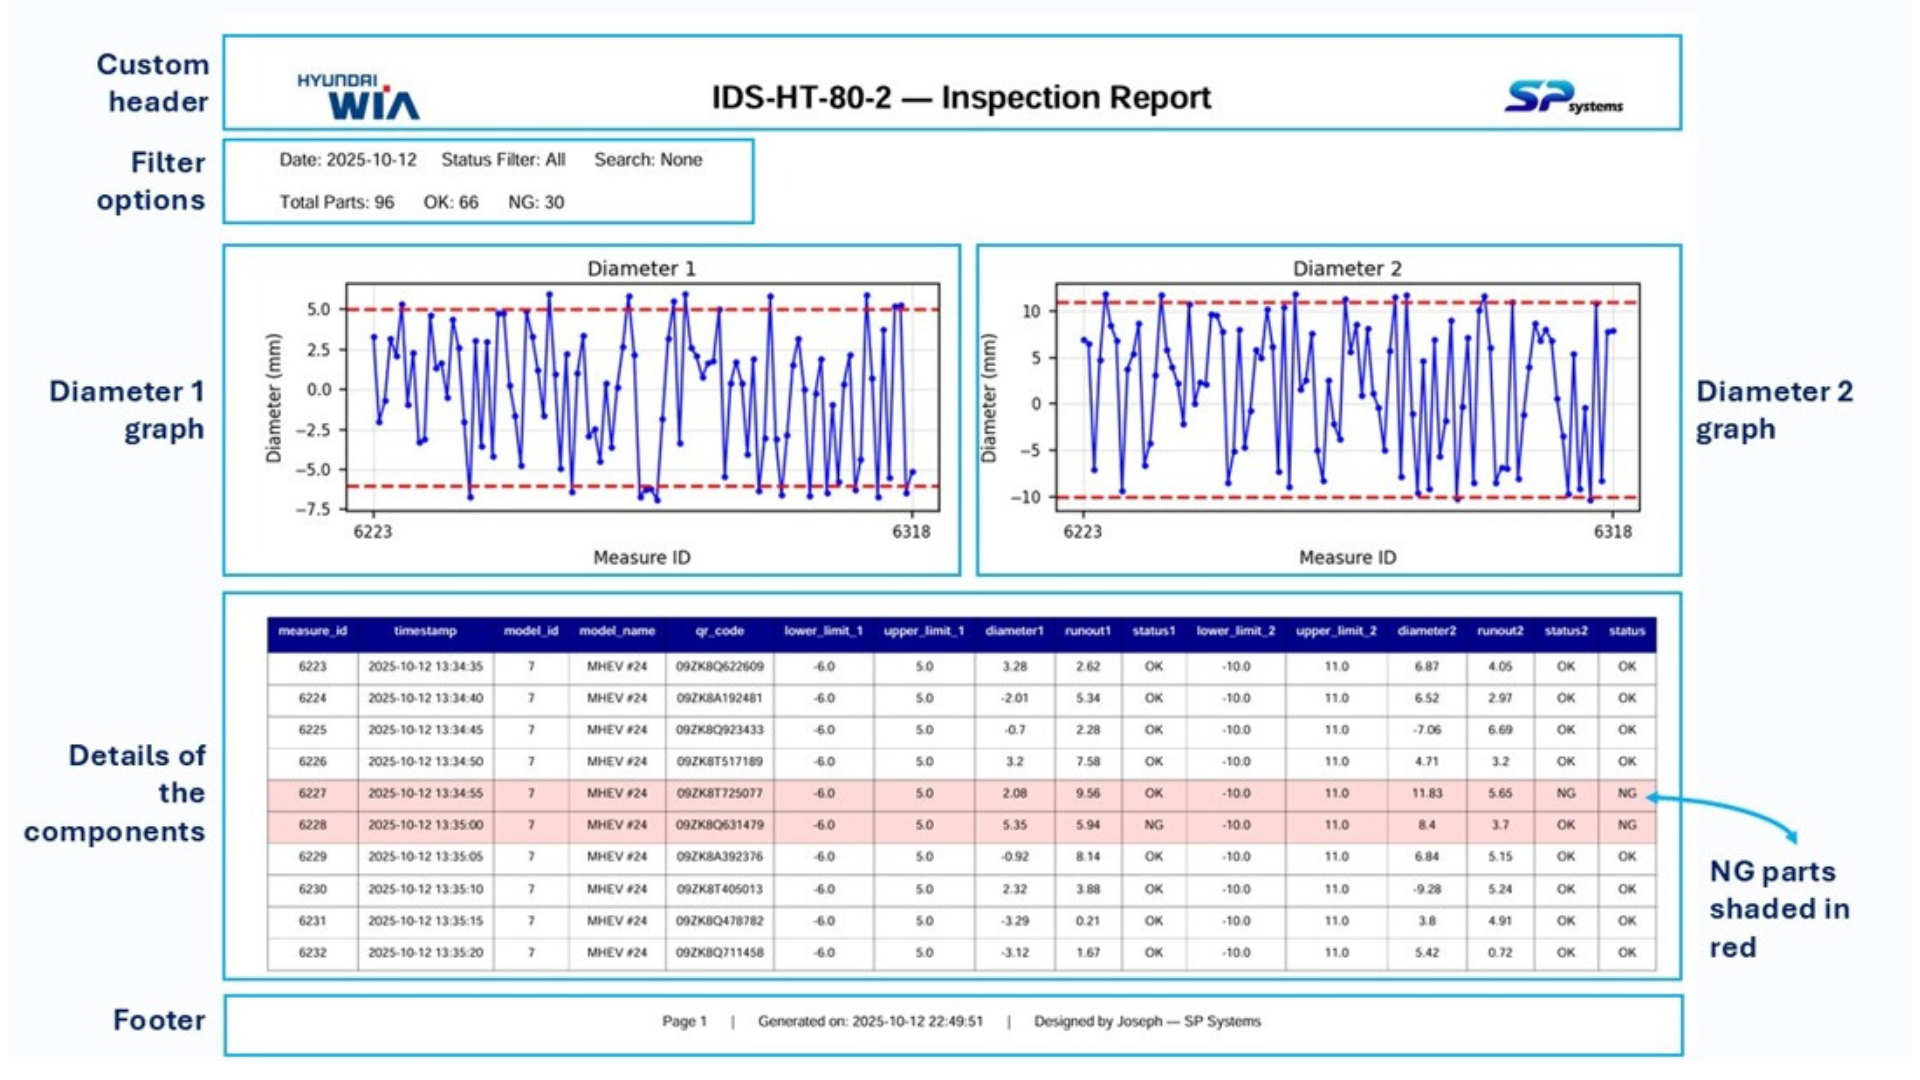 Custom
header
HYUNDAI
WIA
IDS-HT-80-2 — Inspection Report
SP systems
Filter
options
Date: 2025-10-12 Status Filter: All Search: None
Total Parts: 96 OK: 66 NG: 30
Diameter 1
graph
Diameter 1
Diameter (mm)
5.0
2.5
0.0
−2.5
−5.0
−7.5
6223 6318
Measure ID
Diameter 2
Diameter (mm)
10
5
0
−5
−10
6223 6318
Measure ID
Diameter 2
graph
Details of
the
components
measure_id timestamp model_id model_name qr_code lower_limit_1 upper_limit_1 diameter1 runout1 status1 lower_limit_2 upper_limit_2 diameter2 runout2 status2 status
6223 2025-10-12 13:34:35 7 MHEV #24 09ZK8Q622609 -6.0 5.0 3.28 2.62 OK -10.0 11.0 6.87 4.05 OK OK
6224 2025-10-12 13:34:40 7 MHEV #24 09ZK8A192481 -6.0 5.0 -2.01 5.34 OK -10.0 11.0 6.52 2.97 OK OK
6225 2025-10-12 13:34:45 7 MHEV #24 09ZK8Q923433 -6.0 5.0 -0.7 2.28 OK -10.0 11.0 -7.06 6.69 OK OK
6226 2025-10-12 13:34:50 7 MHEV #24 09ZK8T517189 -6.0 5.0 3.2 7.58 OK -10.0 11.0 4.71 3.2 OK OK
6227 2025-10-12 13:34:55 7 MHEV #24 09ZK8T725077 -6.0 5.0 2.08 9.56 OK -10.0 11.0 11.83 5.65 NG NG
6228 2025-10-12 13:35:00 7 MHEV #24 09ZK8Q631479 -6.0 5.0 5.35 5.94 NG -10.0 11.0 8.4 3.7 OK NG
6229 2025-10-12 13:35:05 7 MHEV #24 09ZK8A392376 -6.0 5.0 -0.92 8.14 OK -10.0 11.0 6.84 5.15 OK OK
6230 2025-10-12 13:35:10 7 MHEV #24 09ZK8T405013 -6.0 5.0 2.32 3.88 OK -10.0 11.0 -9.28 5.24 OK OK
6231 2025-10-12 13:35:15 7 MHEV #24 09ZK8Q478782 -6.0 5.0 -3.29 0.21 OK -10.0 11.0 3.8 4.91 OK OK
6232 2025-10-12 13:35:20 7 MHEV #24 09ZK8Q711458 -6.0 5.0 -3.12 1.67 OK -10.0 11.0 5.42 0.72 OK OK
NG parts
shaded in
red
Footer
Page 1 | Generated on: 2025-10-12 22:49:51 | Designed by Joseph — SP Systems